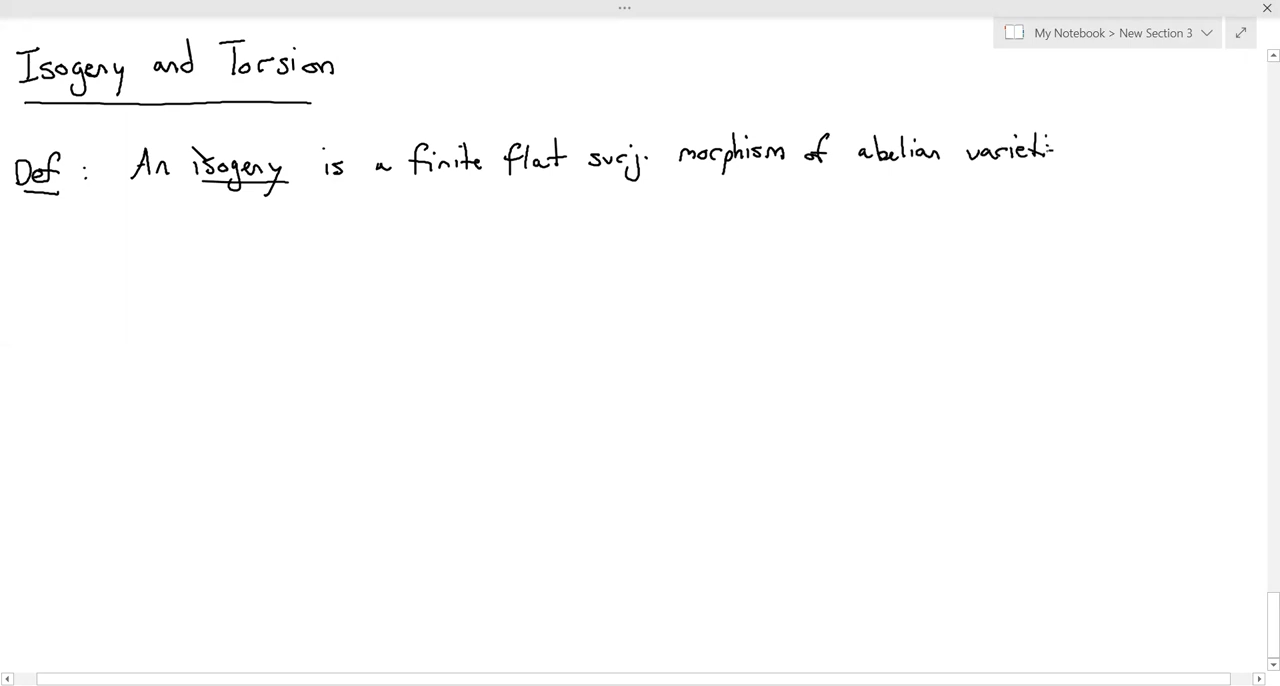 My Notebook > New Section 3
Isogeny and Torsion
Def : An isogeny is a finite flat surj. morphism of abelian varieti